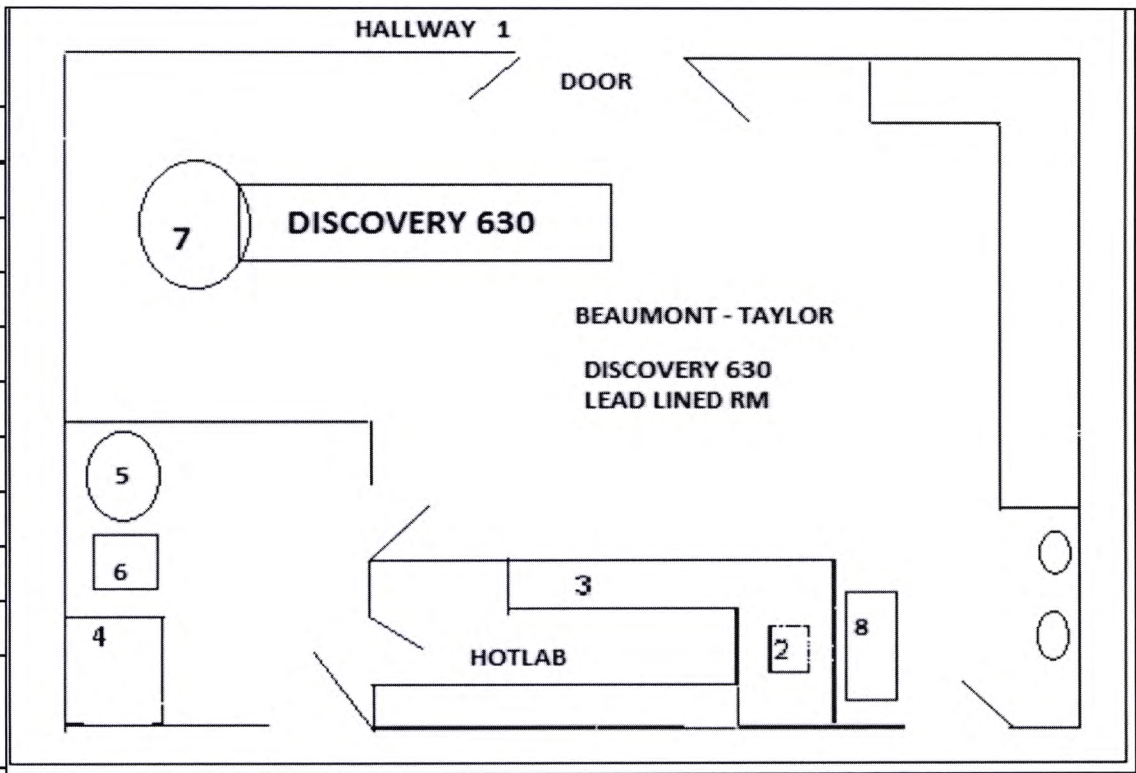 HALLWAY 1
DOOR
7
DISCOVERY 630
BEAUMONT - TAYLOR
DISCOVERY 630
LEAD LINED RM
5
6
3
4
HOTLAB
2
8